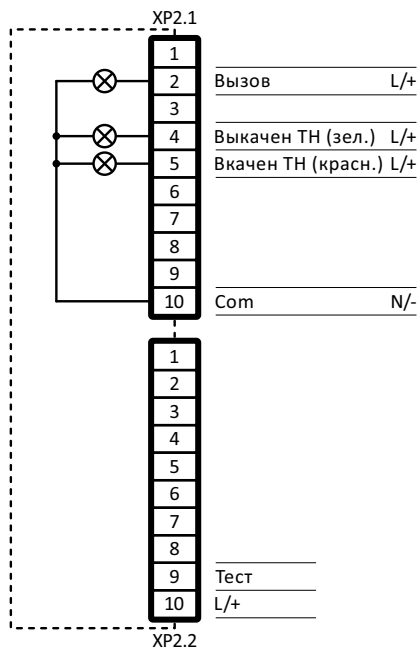 XP2.1
1
2 Вызов L/+
3
4 Выкачен ТН (зел.) L/+
5 Вкачен ТН (красн.) L/+
6
7
8
9
10 Com N/-
1
2
3
4
5
6
7
8
9 Тест
10 L/+
XP2.2